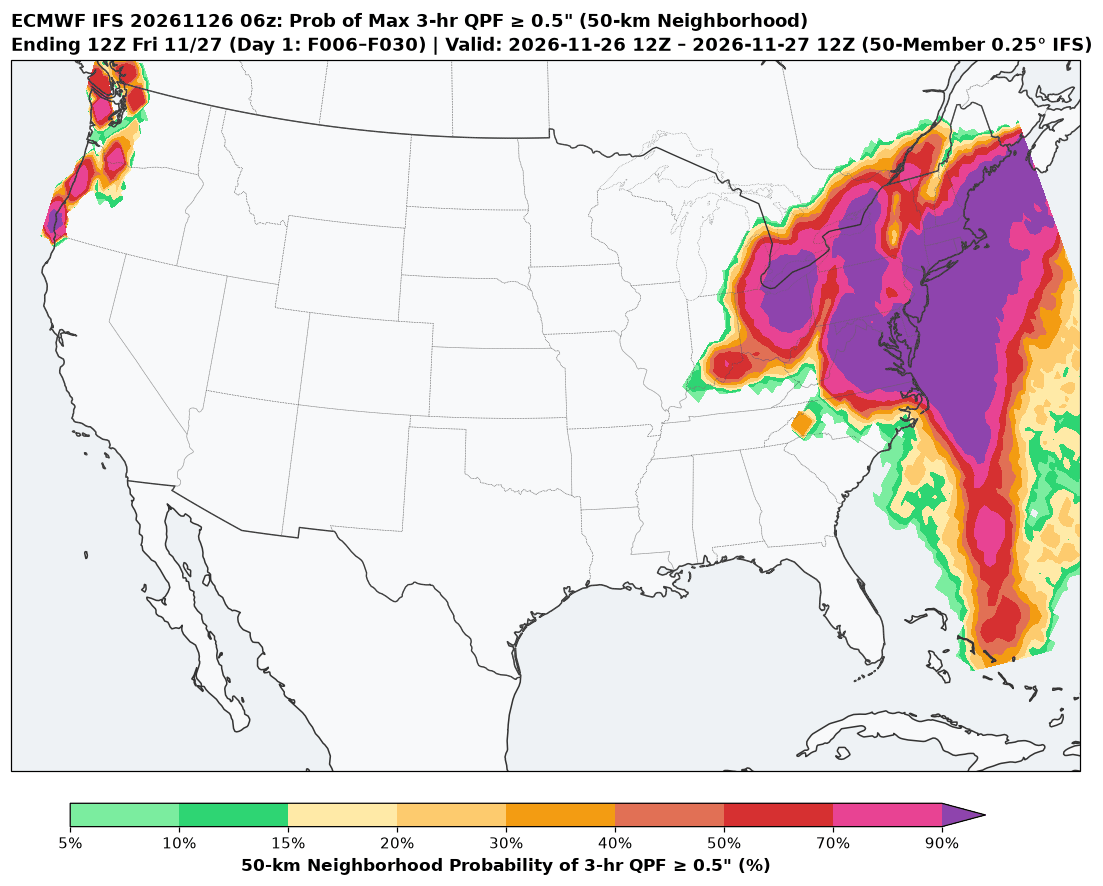 ECMWF IFS 20261126 06z: Prob of Max 3-hr QPF ≥ 0.5" (50-km Neighborhood)
Ending 12Z Fri 11/27 (Day 1: F006–F030) | Valid: 2026-11-26 12Z – 2026-11-27 12Z (50-Member 0.25° IFS)
5% 10% 15% 20% 30% 40% 50% 70% 90%
50-km Neighborhood Probability of 3-hr QPF ≥ 0.5" (%)